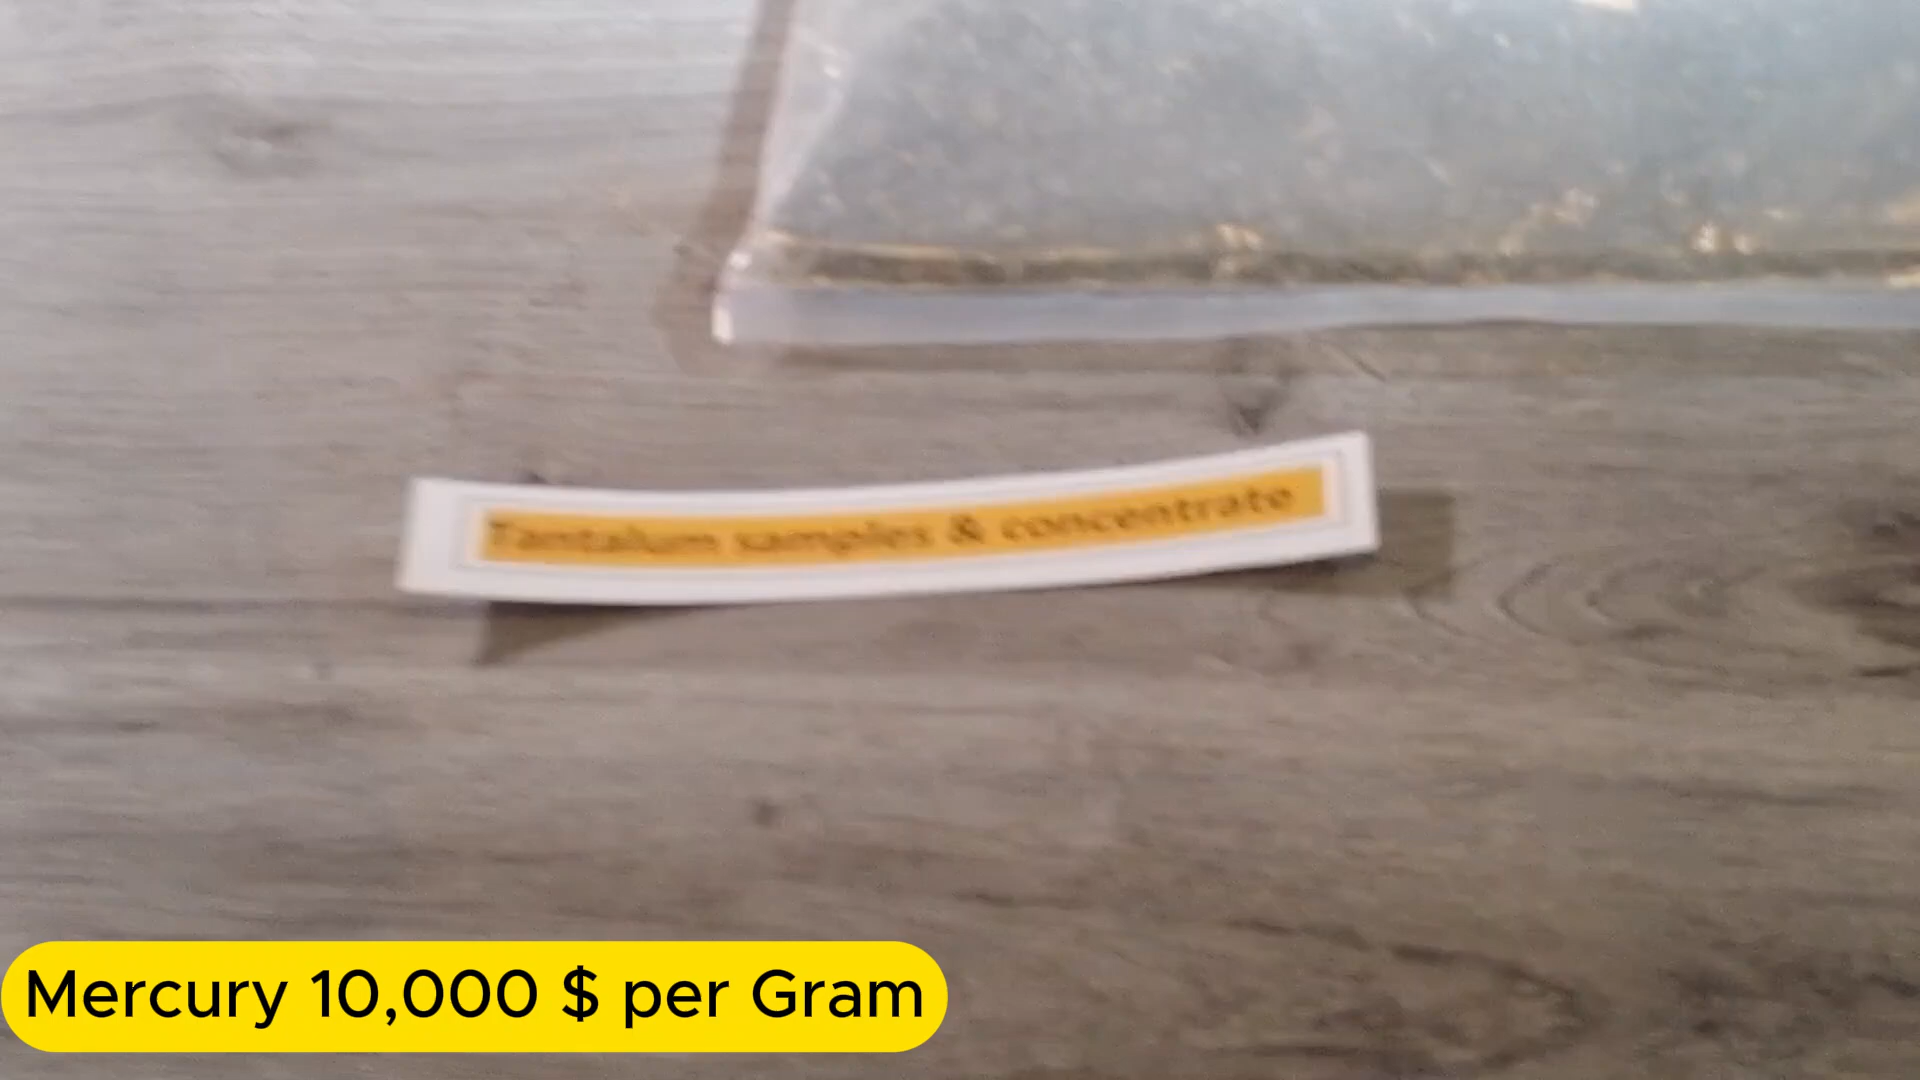 Tantalum samples & concentrate
Mercury 10,000 $ per Gram